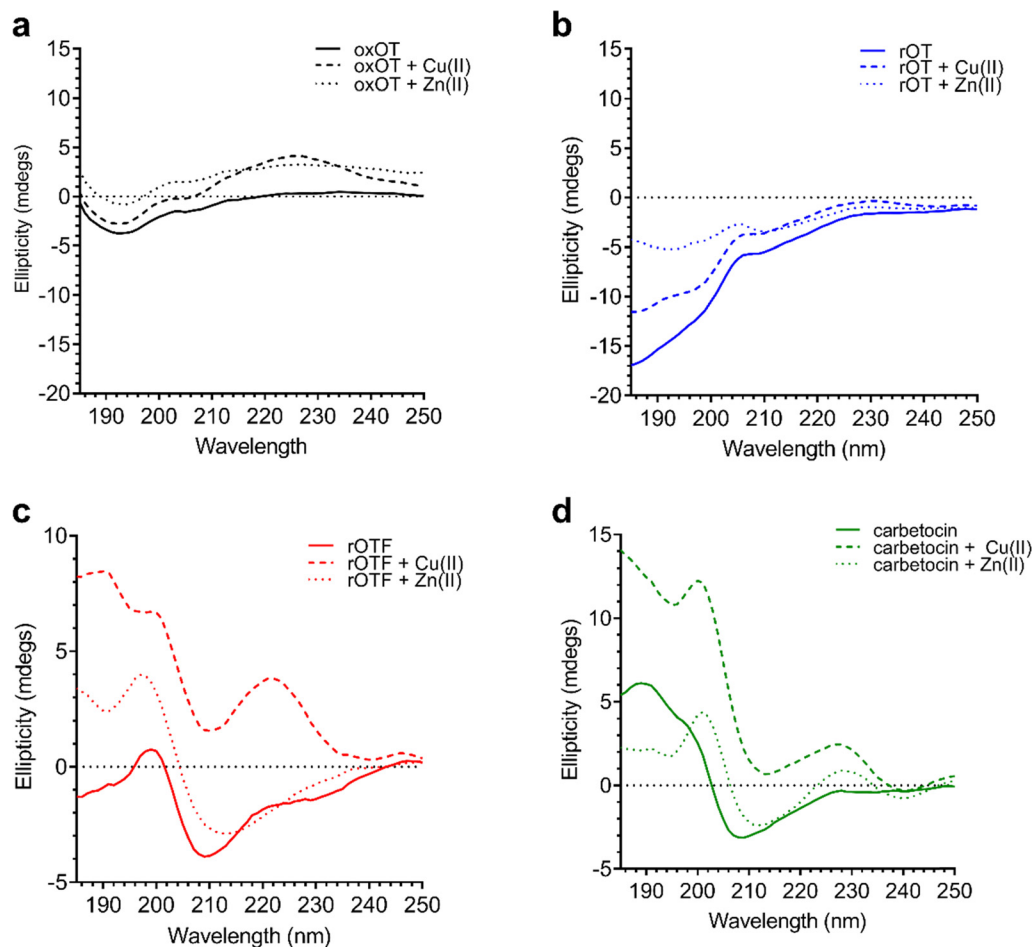 a
oxOT
oxOT + Cu(II)
oxOT + Zn(II)
Ellipticity (mdegs)
15
10
5
0
-5
-10
-15
-20
190 200 210 220 230 240 250
Wavelength
b
rOT
rOT + Cu(II)
rOT + Zn(II)
Ellipticity (mdegs)
15
10
5
0
-5
-10
-15
-20
190 200 210 220 230 240 250
Wavelength (nm)
c
rOTF
rOTF + Cu(II)
rOTF + Zn(II)
Ellipticity (mdegs)
10
5
0
-5
190 200 210 220 230 240 250
Wavelength (nm)
d
carbetocin
carbetocin + Cu(II)
carbetocin + Zn(II)
Ellipticity (mdegs)
15
10
5
0
-5
190 200 210 220 230 240 250
Wavelength (nm)